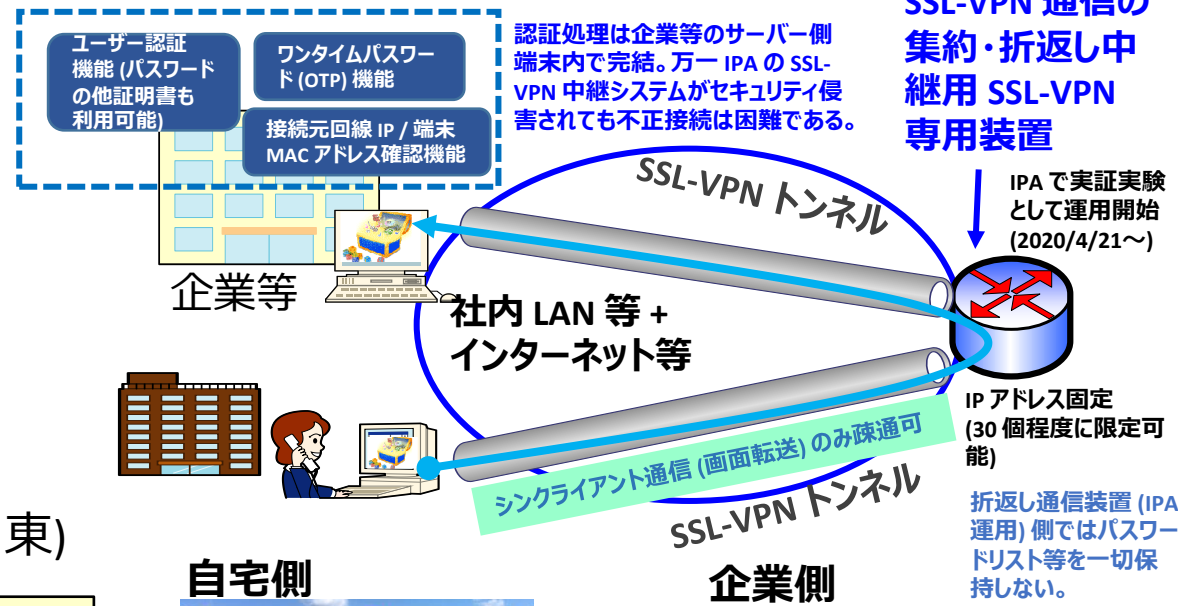 ユーザー認証
機能 (パスワード
の他証明書も
利用可能)
ワンタイムパスワー
ド (OTP) 機能
接続元回線 IP / 端末
MAC アドレス確認機能
認証処理は企業等のサーバー側
端末内で完結。万一 IPA の SSL-
VPN 中継システムがセキュリティ侵
害されても不正接続は困難である。
SSL-VPN 通信の
集約・折返し中
継用 SSL-VPN
専用装置
IPA で実証実験
として運用開始
(2020/4/21～)
SSL-VPN トンネル
企業等
社内 LAN 等 +
インターネット等
IP アドレス固定
(30 個程度に限定可
能)
シンクライアント通信 (画面転送) のみ疎通可
SSL-VPN トンネル
折返し通信装置 (IPA
運用) 側ではパスワー
ドリスト等を一切保
持しない。
東)
自宅側
企業側